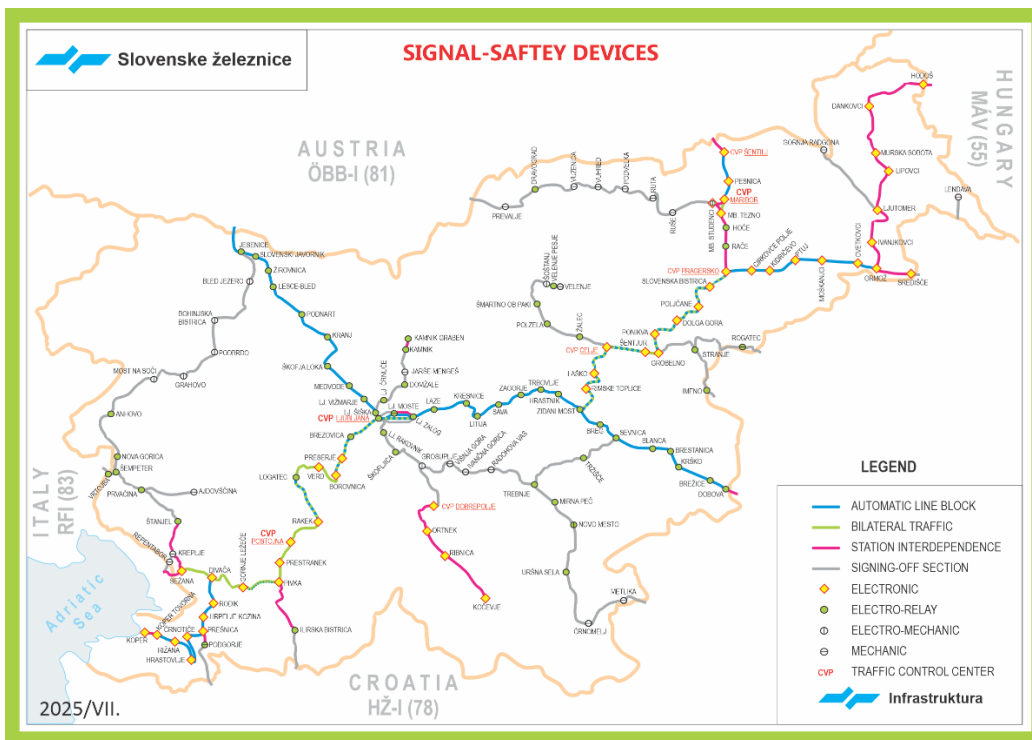 Slovenske železnice
SIGNAL-SAFTEY DEVICES
AUSTRIA
ÖBB-I (81)
HUNGARY
MÁV (55)
ITALY
RFI (83)
CROATIA
HŽ-I (78)
Adriatic
Sea
HODOŠ
DANKOVCI
MURSKA SOBOTA
LIPOVCI
GORNJA RADGONA
LENDAVA
LJUTOMER
IVANJKOVCI
CVETKOVCI
ORMOŽ
SREDIŠČE
MOŠKANJCI
PTUJ
KIDRIČEVO
CIRKOVCE POLJE
CVP ŠENTILJ
PESNICA
CVP
MARIBOR
MB. TEZNO
MB. STUDENCI
HOČE
RAČE
CVP PRAGERSKO
RUŠE
RUTA
PODVELKA
VUHRED
VUZENICA
DRAVOGRAD
PREVALJE
SLOVENSKA BISTRICA
POLJČANE
DOLGA GORA
PONIKVA
ŠENTJUR
GROBELNO
STRANJE
ROGATEC
IMENO
CVP CELJE
ŠOŠTANJ
VELENJE PESJE
VELENJE
ŠMARTNO OB PAKI
POLZELA
ŽALEC
LAŠKO
RIMSKE TOPLICE
ZIDANI MOST
HRASTNIK
TRBOVLJE
ZAGORJE
SAVA
LITIJA
KRESNICE
LAZE
LJ. ZALOG
LJ. MOSTE
CVP LJUBLJANA
LJ. ŠIŠKA
LJ. VIŽMARJE
MEDVODE
ŠKOFJA LOKA
KRANJ
PODNART
LESCE-BLED
ŽIROVNICA
SLOVENSKI JAVORNIK
JESENICE
BLED JEZERO
BOHINJSKA
BISTRICA
PODBRDO
GRAHOVO
MOST NA SOČI
ANHOVO
NOVA GORICA
ŠEMPETER
VRTOJBA
PRVAČINA
AJDOVŠČINA
ŠTANJEL
KREPLJE
REPENTABOR
SEŽANA
DIVAČA
GORNJE LEŽEČE
RODIK
HRPELJE KOZINA
PREŠNICA
PODGORJE
ČRNOTIČE
KOPER TOVORNA
KOPER
RIŽANA
HRASTOVLJE
PIVKA
PRESTRANEK
ILIRSKA BISTRICA
CVP
POSTOJNA
RAKEK
LOGATEC
VERD
BOROVNICA
PRESERJE
BREZOVICA
KAMNIK GRABEN
KAMNIK
JARŠE MENGEŠ
DOMŽALE
LJ. ČRNUČE
LJ. RAKOVNIK
ŠKOFLJICA
GROSUPLJE
VIŠNJA GORA
IVANČNA GORICA
RADOHOVA VAS
CVP DOBREPOLJE
ORTNEK
RIBNICA
KOČEVJE
TREBNJE
MIRNA PEČ
NOVO MESTO
URŠNA SELA
ČRNOMELJ
METLIKA
TRŽIŠČE
BREG
SEVNICA
BLANCA
BRESTANICA
KRŠKO
BREŽICE
DOBOVA
LEGEND
AUTOMATIC LINE BLOCK
BILATERAL TRAFFIC
STATION INTERDEPENDENCE
SIGNING-OFF SECTION
ELECTRONIC
ELECTRO-RELAY
ELECTRO-MECHANIC
MECHANIC
CVP TRAFFIC CONTROL CENTER
Infrastruktura
2025/VII.